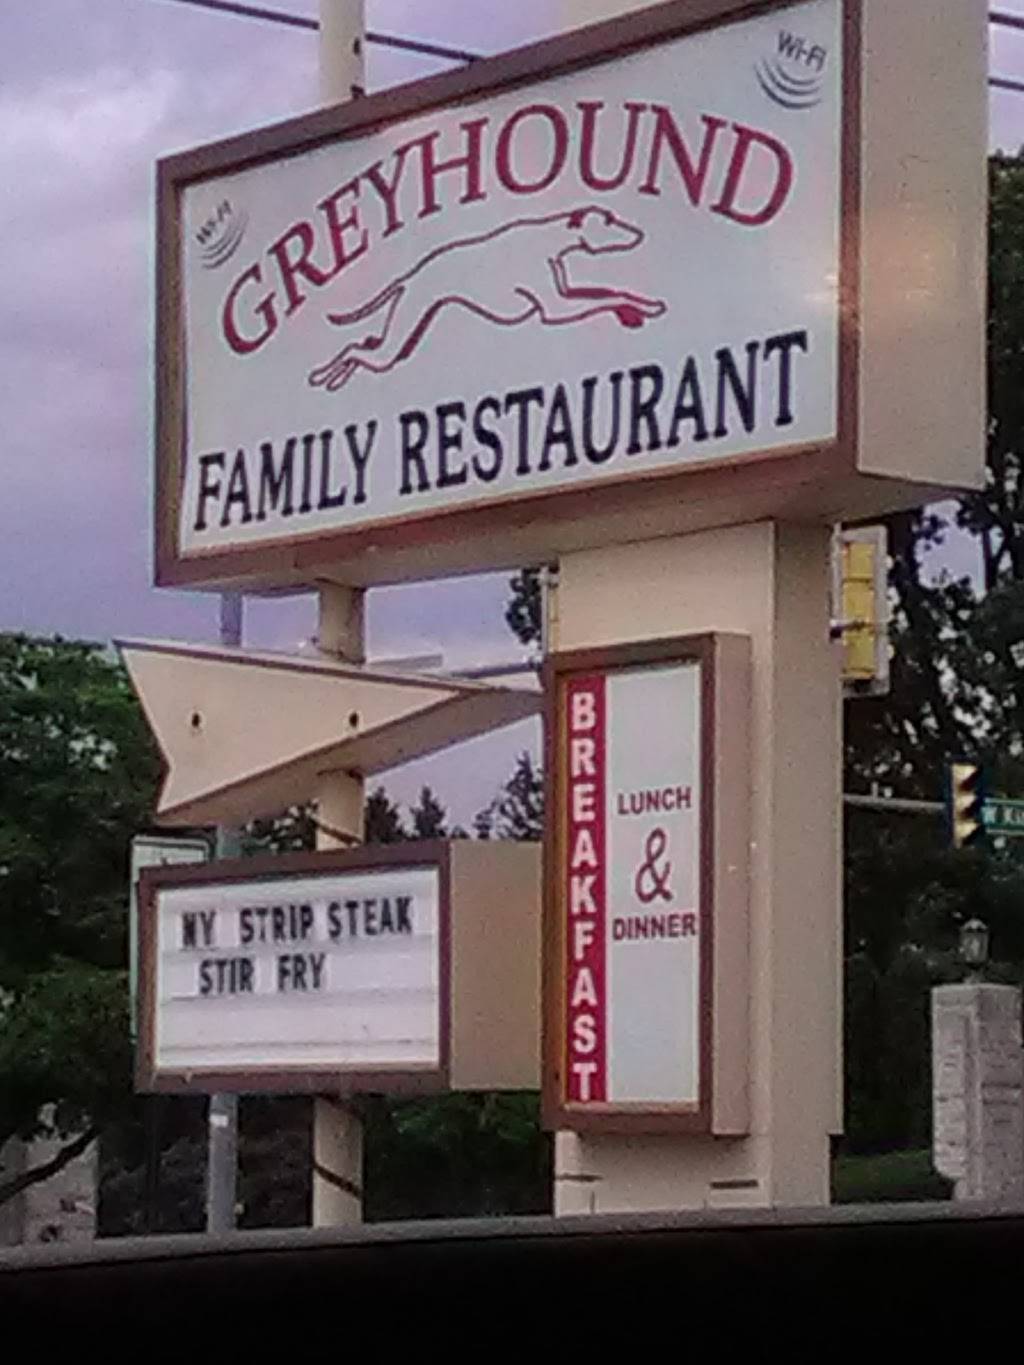 WI-FI
WI-FI
GREYHOUND
FAMILY RESTAURANT
BREAKFAST
LUNCH
&
DINNER
NY STRIP STEAK
STIR FRY